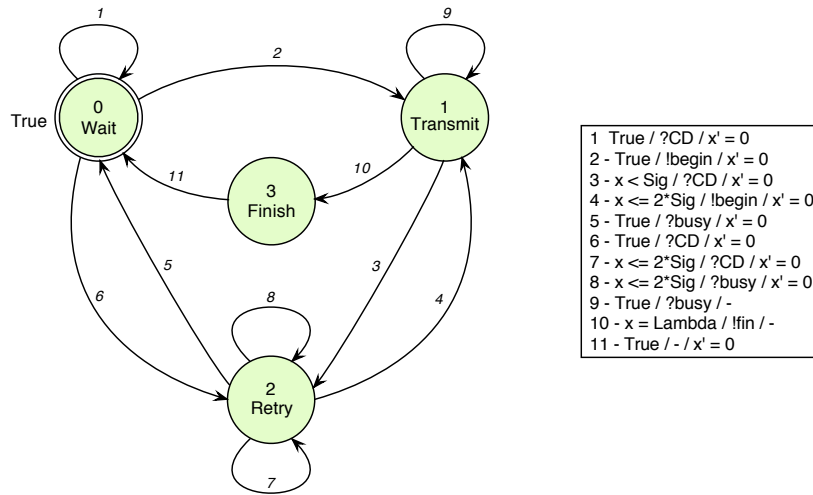 1
9
2
0
Wait
True
1
Transmit
11
10
3
Finish
5
3
6
4
8
2
Retry
7
1 True / ?CD / x' = 0
2 - True / !begin / x' = 0
3 - x < Sig / ?CD / x' = 0
4 - x <= 2*Sig / !begin / x' = 0
5 - True / ?busy / x' = 0
6 - True / ?CD / x' = 0
7 - x <= 2*Sig / ?CD / x' = 0
8 - x <= 2*Sig / ?busy / x' = 0
9 - True / ?busy / -
10 - x = Lambda / !fin / -
11 - True / - / x' = 0